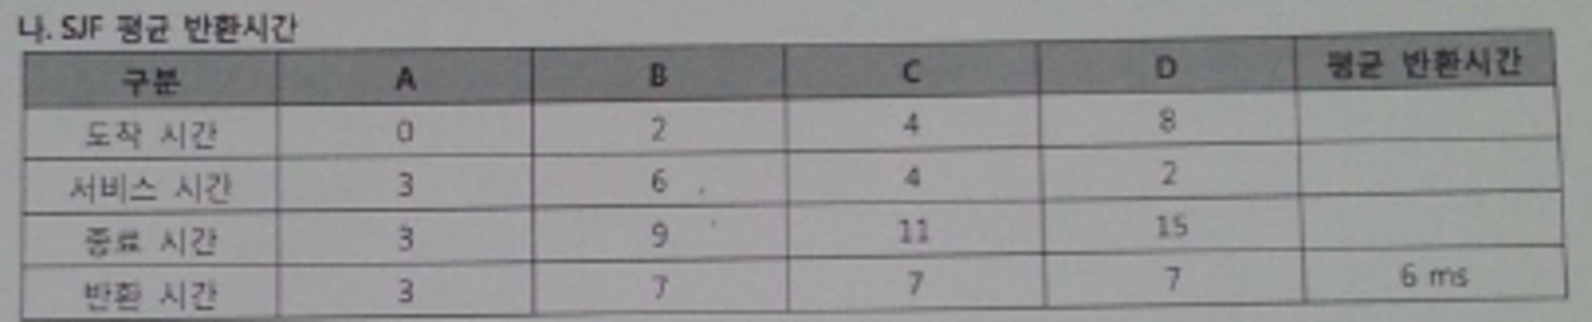 나. SJF 평균 반환시간
구분 A B C D 평균 반환시간
도착 시간 0 2 4 8
서비스 시간 3 6 4 2
종료 시간 3 9 11 15
반환 시간 3 7 7 7 6 ms